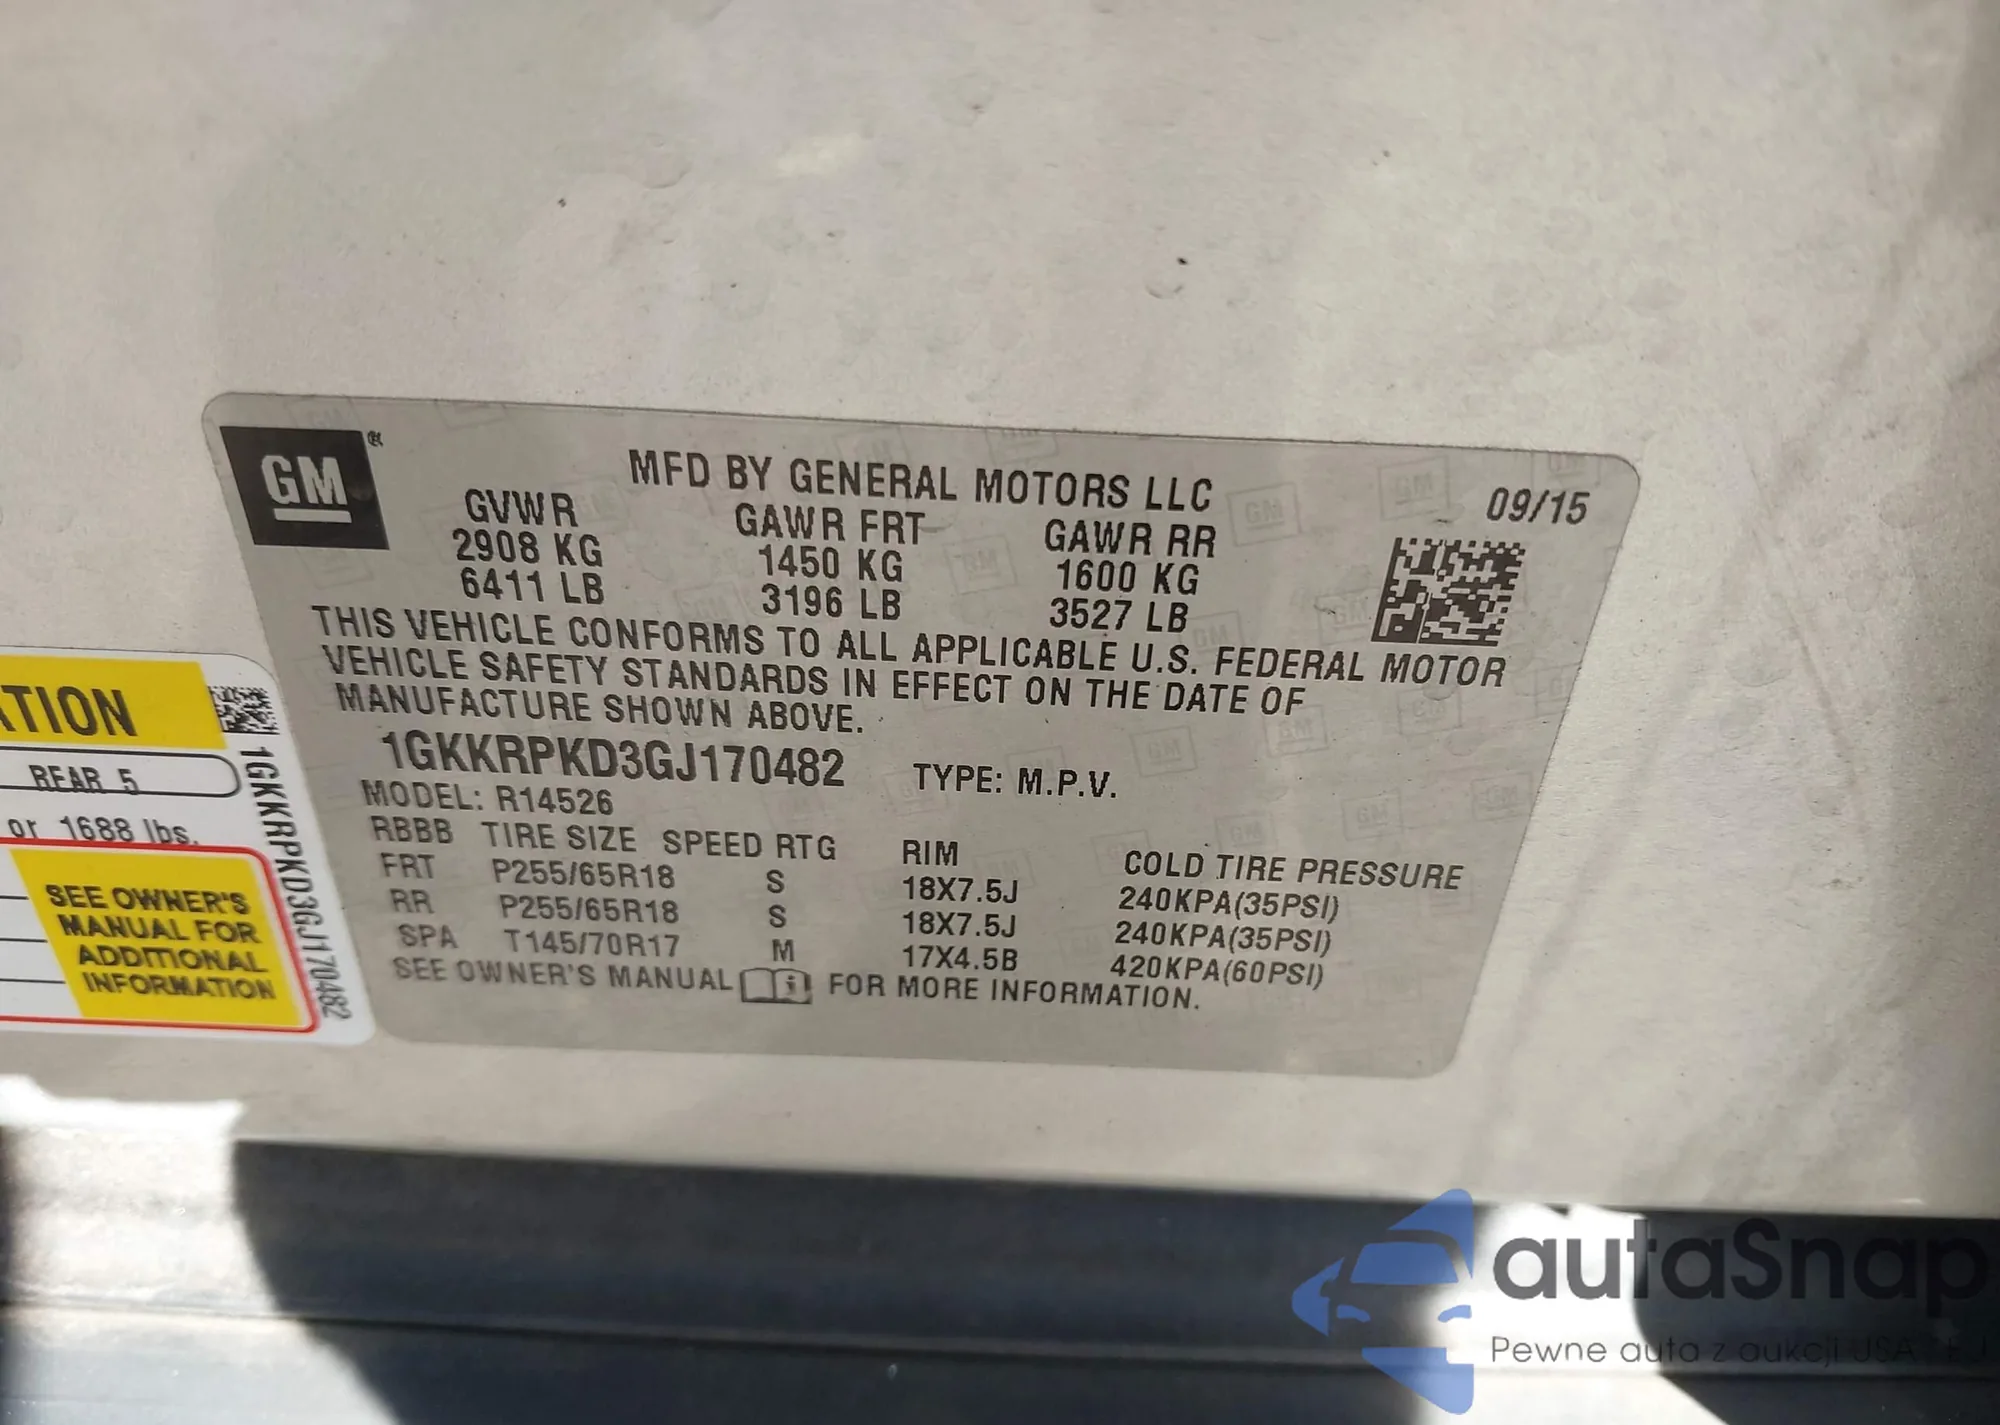 GM
MFD BY GENERAL MOTORS LLC
09/15
GVWR GAWR FRT GAWR RR
2908 KG 1450 KG 1600 KG
6411 LB 3196 LB 3527 LB
THIS VEHICLE CONFORMS TO ALL APPLICABLE U.S. FEDERAL MOTOR
VEHICLE SAFETY STANDARDS IN EFFECT ON THE DATE OF
MANUFACTURE SHOWN ABOVE.
1GKKRPKD3GJ170482 TYPE: M.P.V.
MODEL: R14526
RBBB TIRE SIZE SPEED RTG RIM COLD TIRE PRESSURE
FRT P255/65R18 S 18X7.5J 240KPA(35PSI)
RR P255/65R18 S 18X7.5J 240KPA(35PSI)
SPA T145/70R17 M 17X4.5B 420KPA(60PSI)
SEE OWNER'S MANUAL FOR MORE INFORMATION.
REAR 5
or 1688 lbs.
SEE OWNER'S
MANUAL FOR
ADDITIONAL
INFORMATION
1GKKRPKD3GJ170482
autaSnap
Pewne auta z aukcji USA